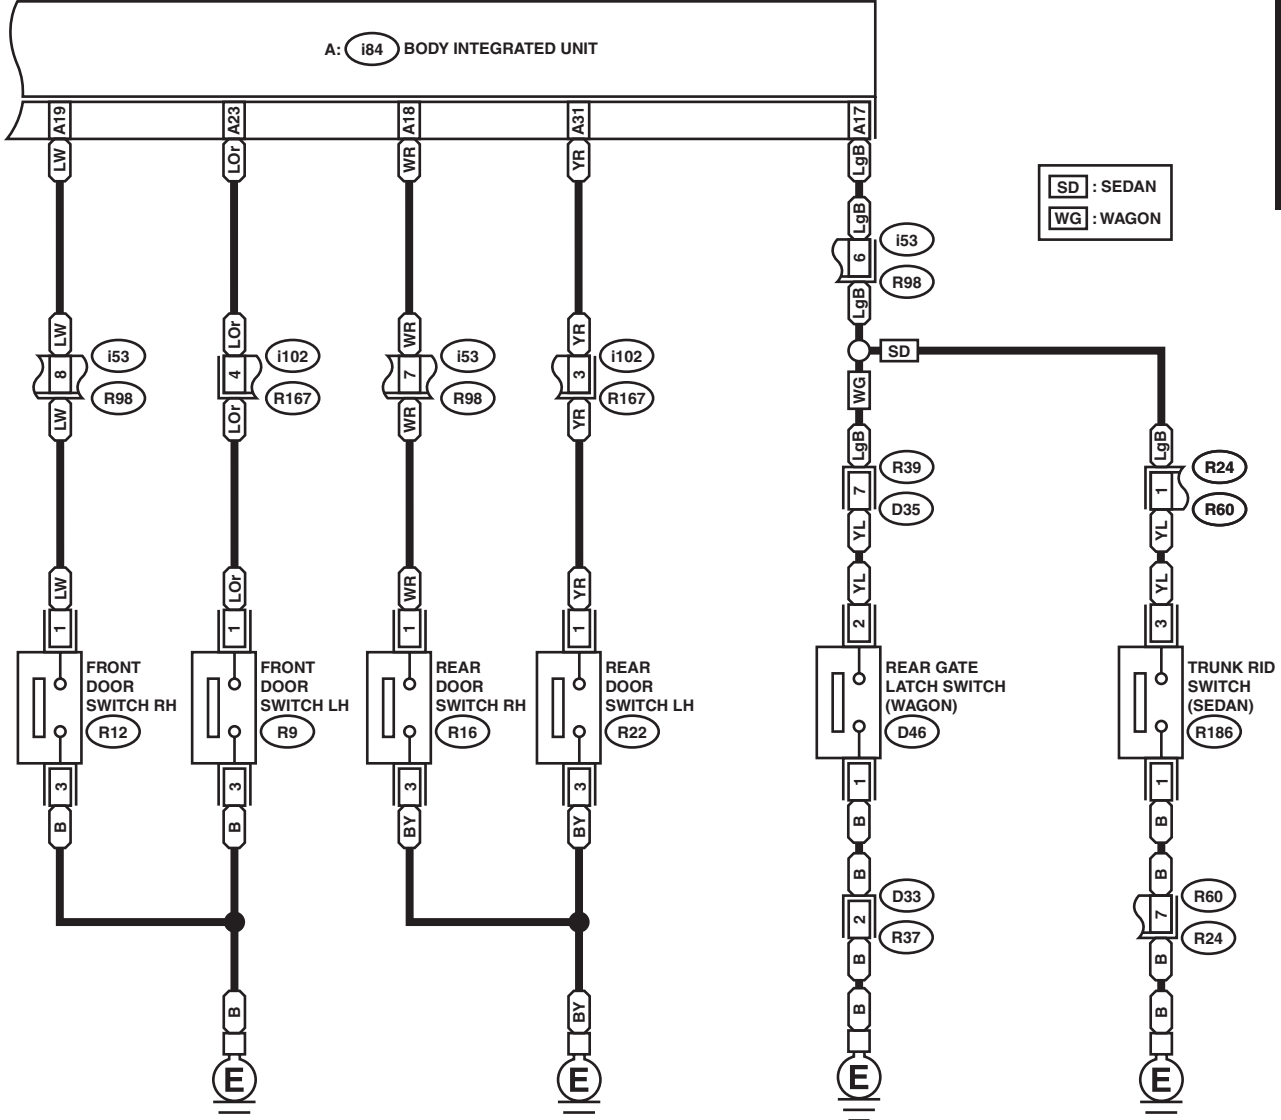 A: i84 BODY INTEGRATED UNIT
A19 A23 A18 A31 A17
LW LOr WR YR LgB
SD : SEDAN
WG : WAGON
LgB
i53
6
R98
LgB
LW LOr WR YR
SD
i53 i102 i53 i102
8 4 7 3
WG
R98 R167 R98 R167
LW LOr WR YR
LgB LgB
R39 R24
7 1
D35 R60
YL YL
LW LOr WR YR YL YL
1 1 1 1 2 3
FRONT
DOOR
SWITCH RH
R12
FRONT
DOOR
SWITCH LH
R9
REAR
DOOR
SWITCH RH
R16
REAR
DOOR
SWITCH LH
R22
REAR GATE
LATCH SWITCH
(WAGON)
D46
TRUNK RID
SWITCH
(SEDAN)
R186
3 3 3 3 1 1
B B BY BY B B
B B
D33 R60
2 7
R37 R24
B B
B BY B B
E E E E